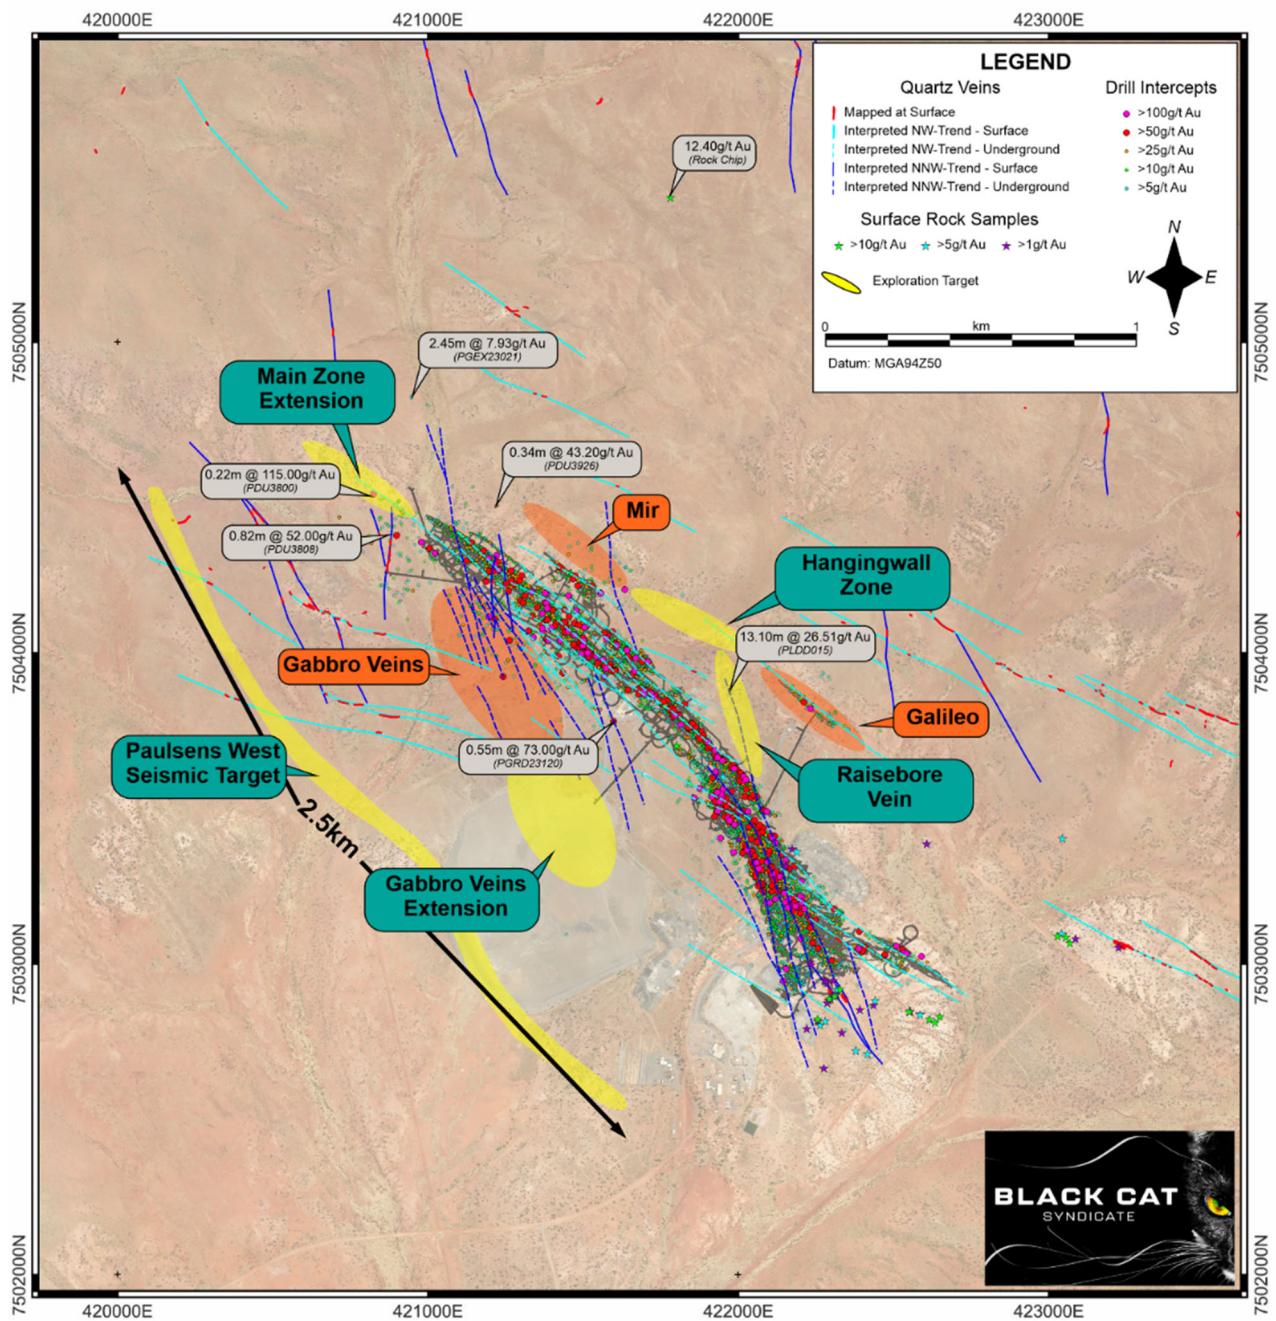 420000E
421000E
422000E
423000E
LEGEND
Quartz Veins
Mapped at Surface
Interpreted NW-Trend - Surface
Interpreted NW-Trend - Underground
Interpreted NNW-Trend - Surface
Interpreted NNW-Trend - Underground
Drill Intercepts
>100g/t Au
>50g/t Au
>25g/t Au
>10g/t Au
>5g/t Au
Surface Rock Samples
>10g/t Au
>5g/t Au
>1g/t Au
Exploration Target
N
W
E
S
0
km
1
Datum: MGA94Z50
12.40g/t Au
(Rock Chip)
7505000N
7505000N
2.45m @ 7.93g/t Au
(PGEX23021)
Main Zone
Extension
0.34m @ 43.20g/t Au
(PDU3926)
0.22m @ 115.00g/t Au
(PDU3800)
Mir
0.82m @ 52.00g/t Au
(PDU3808)
Hangingwall
Zone
7504000N
7504000N
13.10m @ 26.51g/t Au
(PLDD015)
Gabbro Veins
Galileo
0.55m @ 73.00g/t Au
(PGRD23120)
Paulsens West
Seismic Target
Raisebore
Vein
2.5km
Gabbro Veins
Extension
7503000N
7503000N
BLACK CAT
SYNDICATE
7502000N
7502000N
420000E
421000E
422000E
423000E